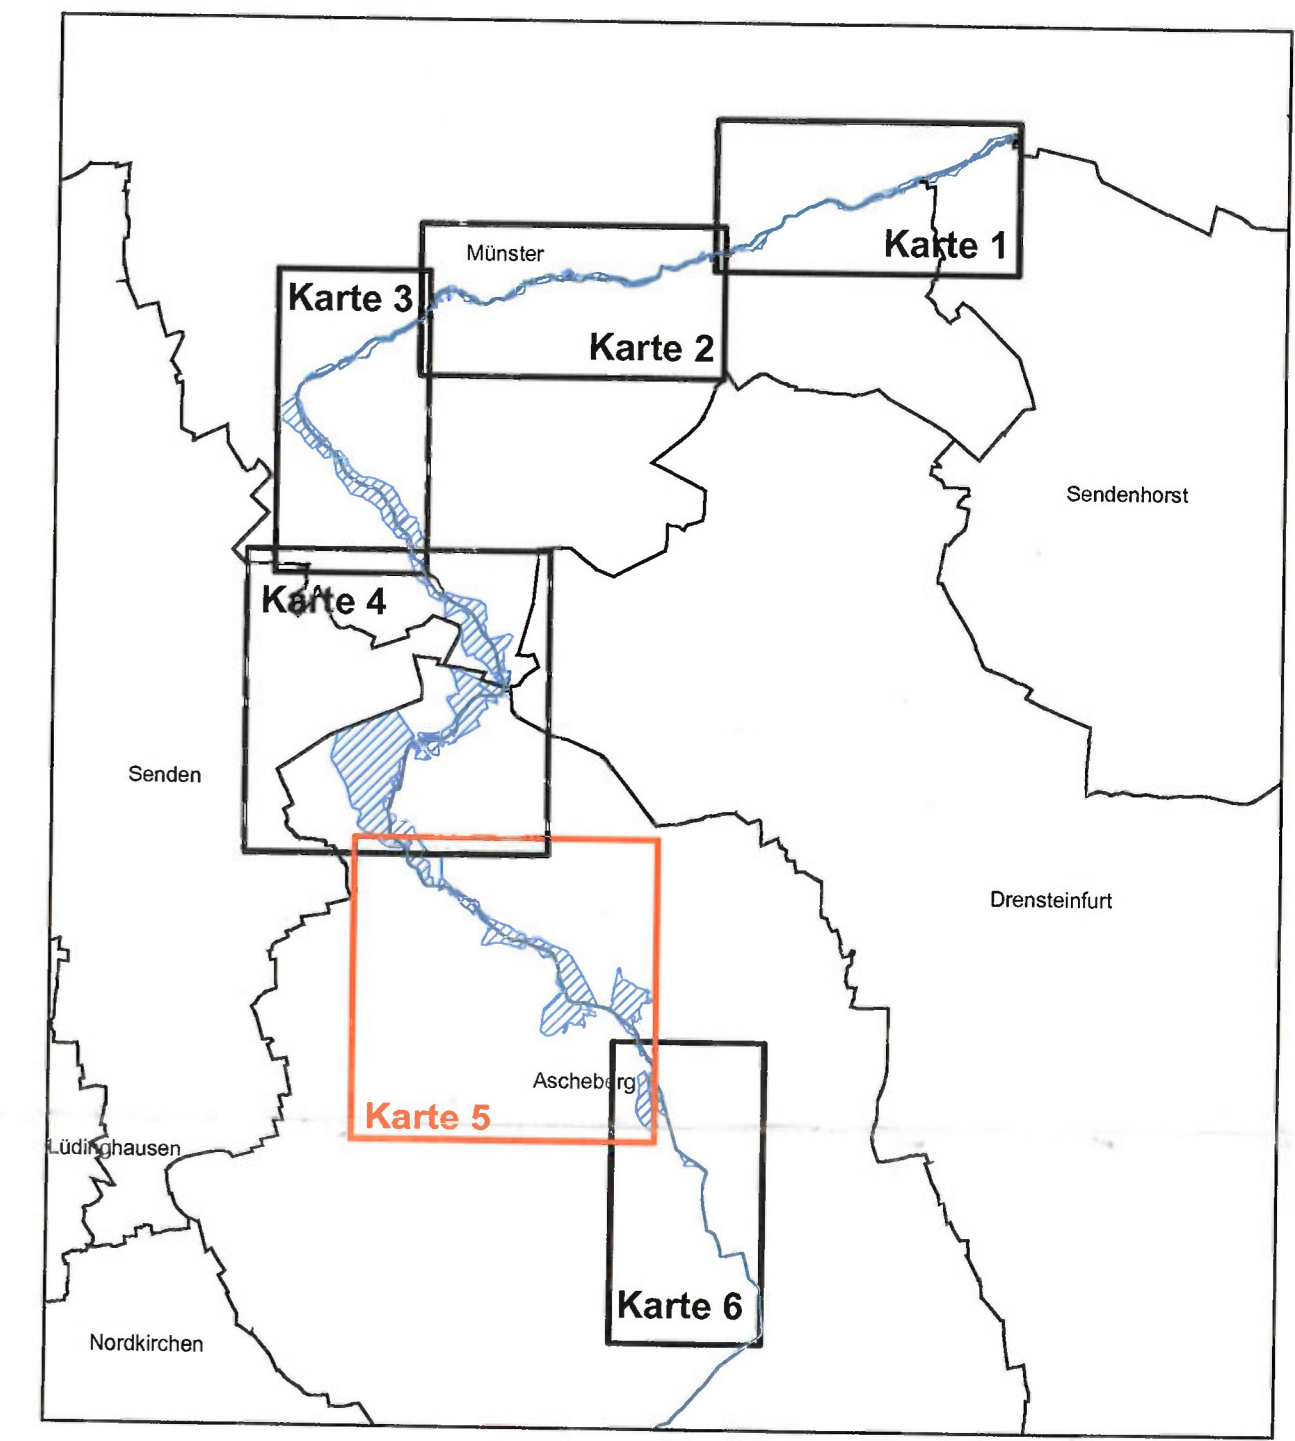 Karte 1
Münster
Karte 3
Karte 2
Sendenhorst
Karte 4
Senden
Drensteinfurt
Ascheberg
Karte 5
Lüdinghausen
Karte 6
Nordkirchen